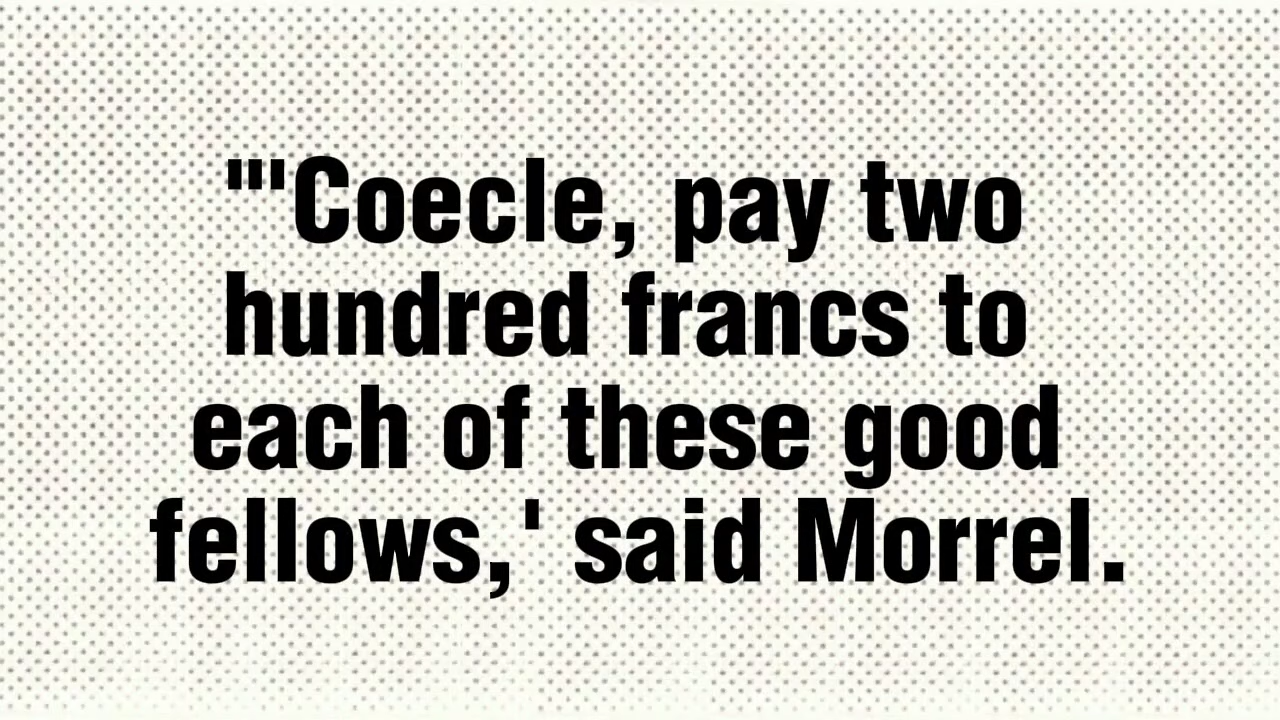 "'Coecle, pay two
hundred francs to
each of these good
fellows,' said Morrel.